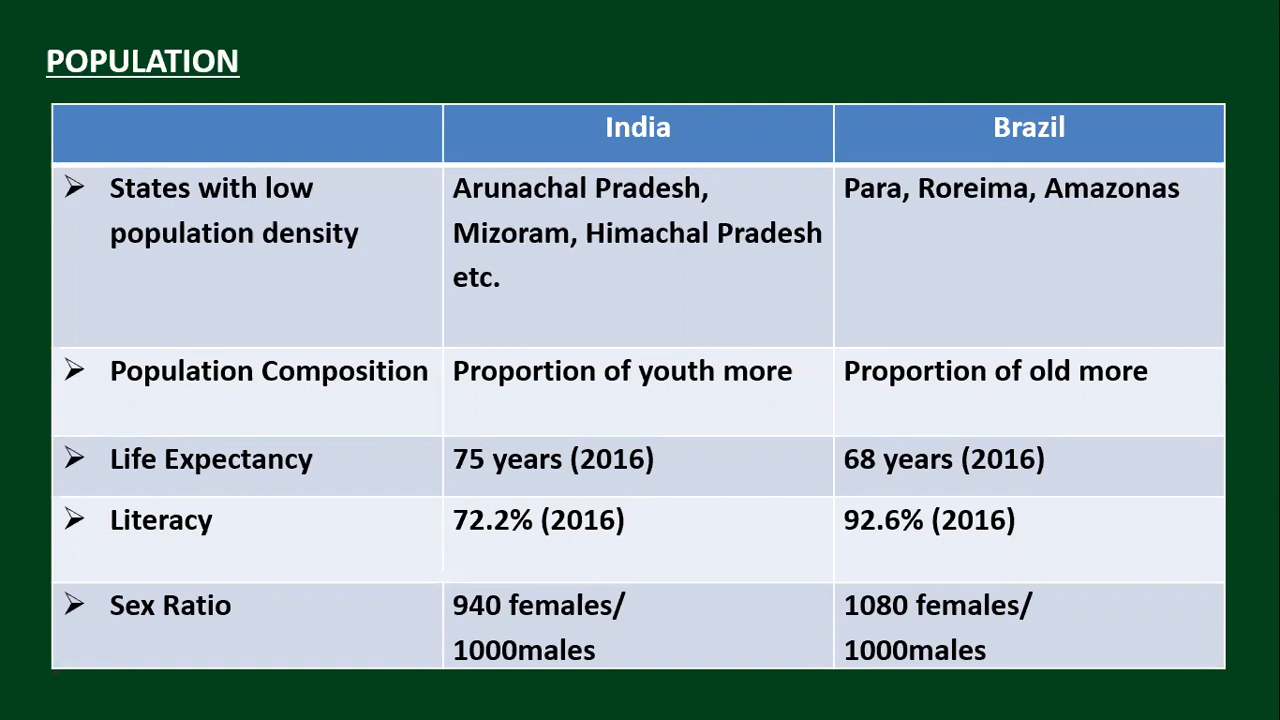 POPULATION
India
Brazil
➢ States with low
population density
Arunachal Pradesh,
Mizoram, Himachal Pradesh
etc.
Para, Roreima, Amazonas
➢ Population Composition
Proportion of youth more
Proportion of old more
➢ Life Expectancy
75 years (2016)
68 years (2016)
➢ Literacy
72.2% (2016)
92.6% (2016)
➢ Sex Ratio
940 females/
1000males
1080 females/
1000males